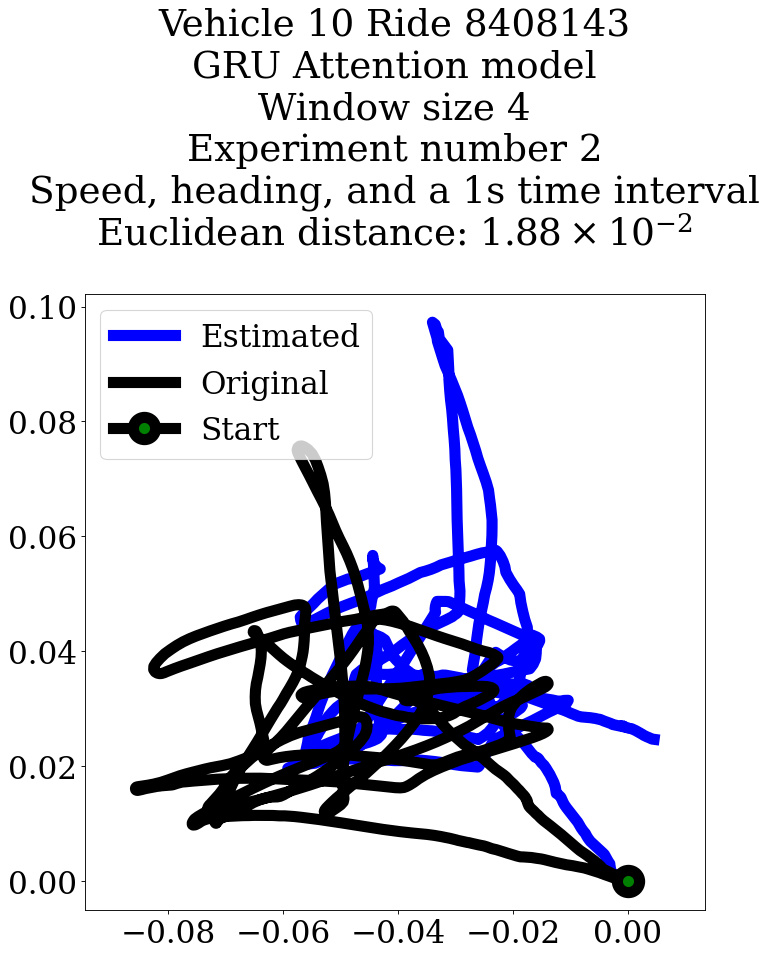 Vehicle 10 Ride 8408143
GRU Attention model
Window size 4
Experiment number 2
Speed, heading, and a 1s time interval
Euclidean distance: 1.88 × 10⁻²
0.10
Estimated
Original
Start
0.08
0.06
0.04
0.02
0.00
−0.08 −0.06 −0.04 −0.02 0.00